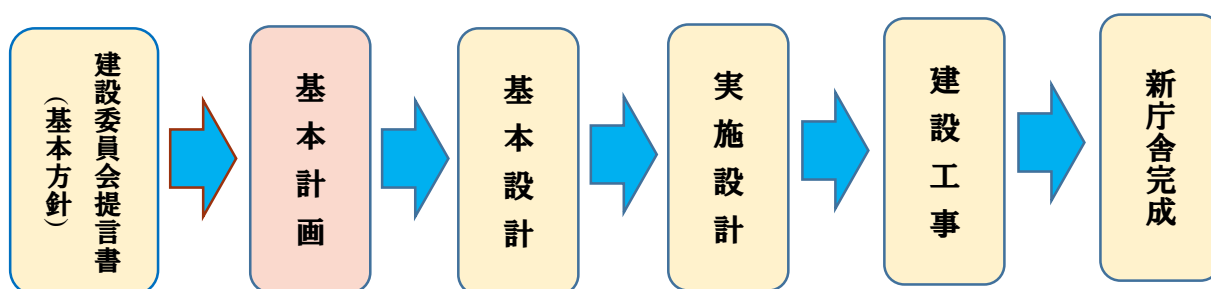 建設委員会提言書
（基本方針）
基本計画
基本設計
実施設計
建設工事
新庁舎完成